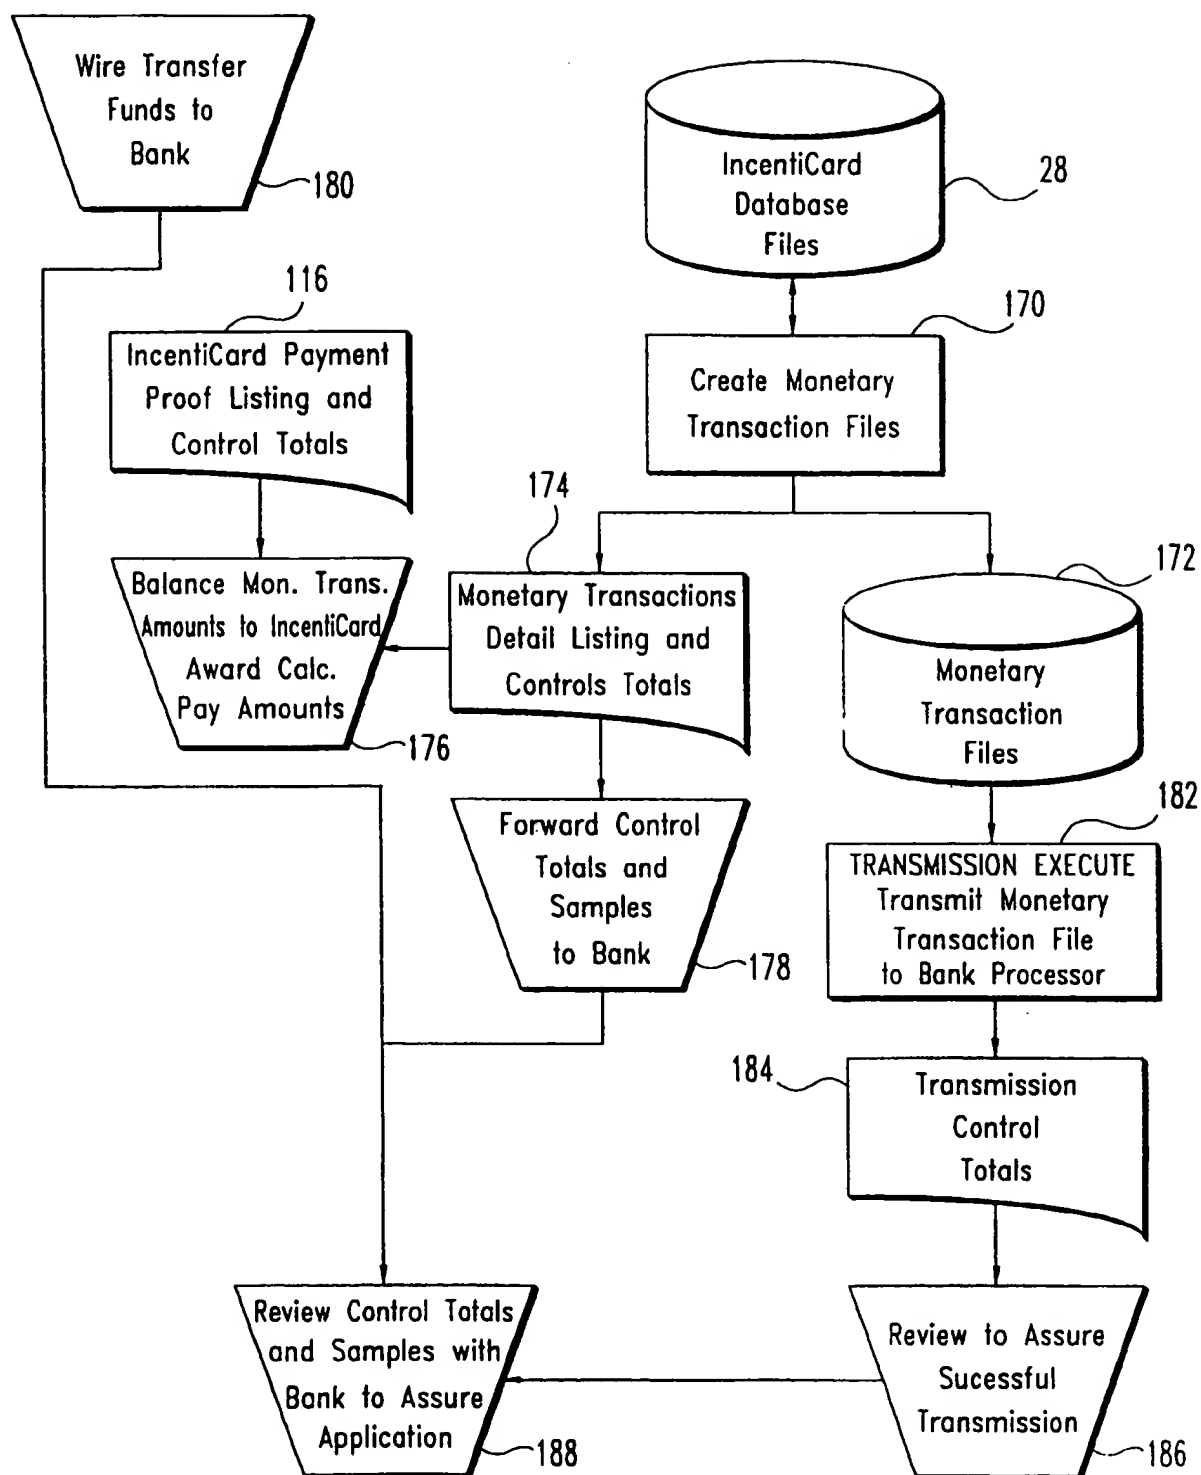 Wire Transfer
Funds to
Bank
180
IncentiCard
Database
Files
28
116
IncentiCard Payment
Proof Listing and
Control Totals
170
Create Monetary
Transaction Files
174
Balance Mon. Trans.
Amounts to IncentiCard
Award Calc.
Pay Amounts
176
Monetary Transactions
Detail Listing and
Controls Totals
172
Monetary
Transaction
Files
Forward Control
Totals and
Samples
to Bank
178
182
TRANSMISSION EXECUTE
Transmit Monetary
Transaction File
to Bank Processor
184
Transmission
Control
Totals
Review Control Totals
and Samples with
Bank to Assure
Application
188
Review to Assure
Sucessful
Transmission
186